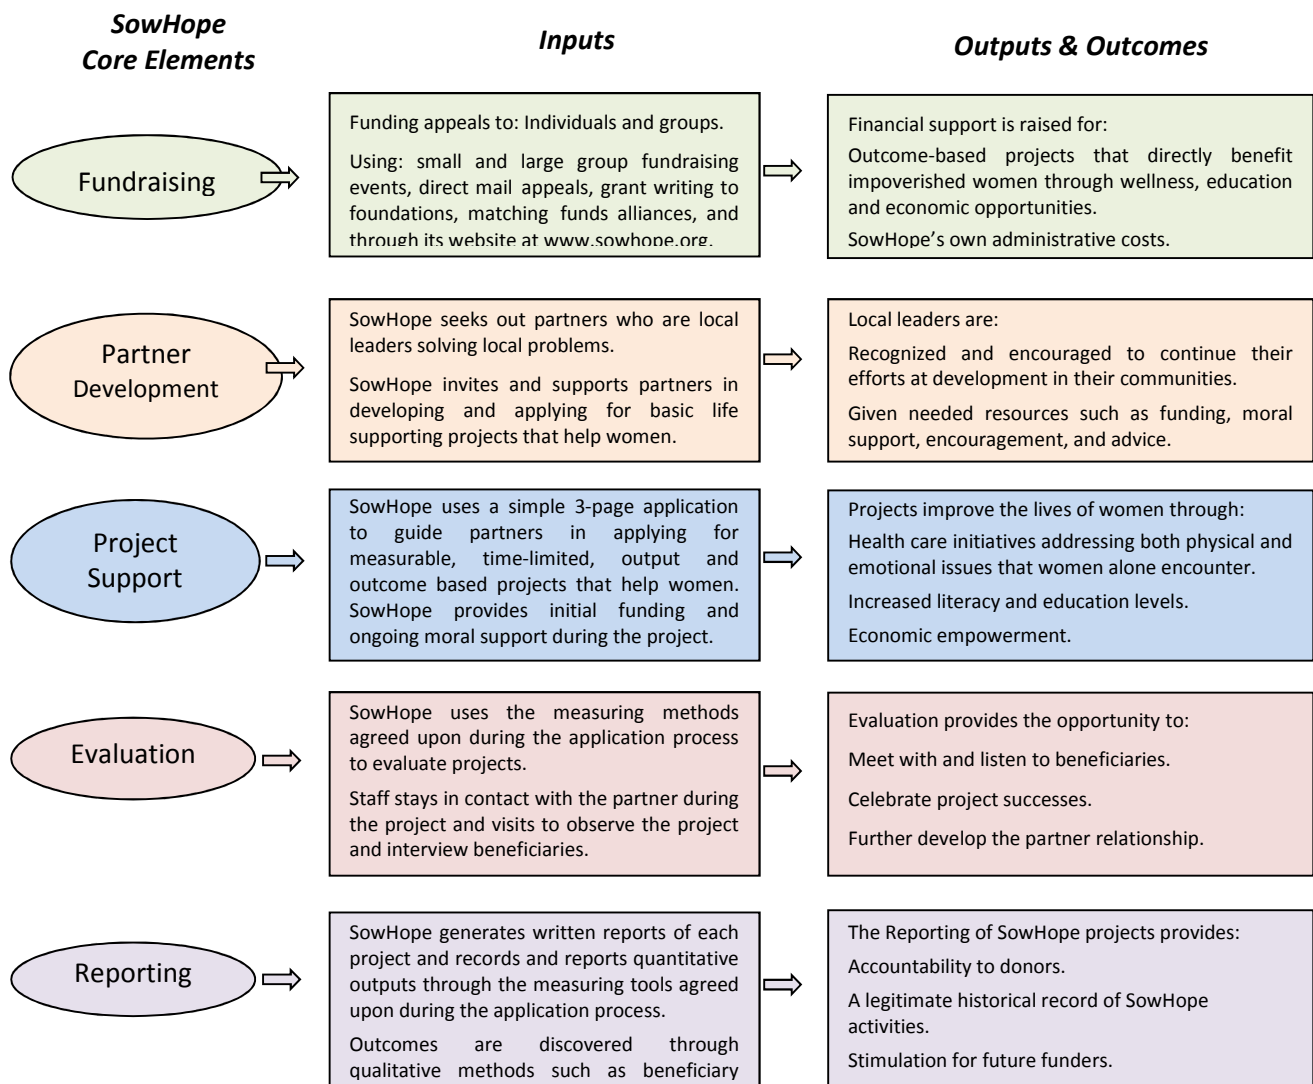 SowHope
Core Elements
Inputs
Outputs & Outcomes
Fundraising
Funding appeals to: Individuals and groups.
Using: small and large group fundraising
events, direct mail appeals, grant writing to
foundations, matching funds alliances, and
through its website at www.sowhope.org.
Financial support is raised for:
Outcome-based projects that directly benefit
impoverished women through wellness, education
and economic opportunities.
SowHope's own administrative costs.
Partner
Development
SowHope seeks out partners who are local
leaders solving local problems.
SowHope invites and supports partners in
developing and applying for basic life
supporting projects that help women.
Local leaders are:
Recognized and encouraged to continue their
efforts at development in their communities.
Given needed resources such as funding, moral
support, encouragement, and advice.
Project
Support
SowHope uses a simple 3-page application
to guide partners in applying for
measurable, time-limited, output and
outcome based projects that help women.
SowHope provides initial funding and
ongoing moral support during the project.
Projects improve the lives of women through:
Health care initiatives addressing both physical and
emotional issues that women alone encounter.
Increased literacy and education levels.
Economic empowerment.
Evaluation
SowHope uses the measuring methods
agreed upon during the application process
to evaluate projects.
Staff stays in contact with the partner during
the project and visits to observe the project
and interview beneficiaries.
Evaluation provides the opportunity to:
Meet with and listen to beneficiaries.
Celebrate project successes.
Further develop the partner relationship.
Reporting
SowHope generates written reports of each
project and records and reports quantitative
outputs through the measuring tools agreed
upon during the application process.
Outcomes are discovered through
qualitative methods such as beneficiary
The Reporting of SowHope projects provides:
Accountability to donors.
A legitimate historical record of SowHope
activities.
Stimulation for future funders.